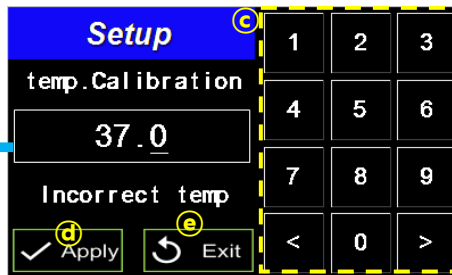 Setup
temp.Calibration
37.0
Incorrect temp
ⓓ
Apply
ⓔ
Exit
ⓒ
1 2 3
4 5 6
7 8 9
< 0 >